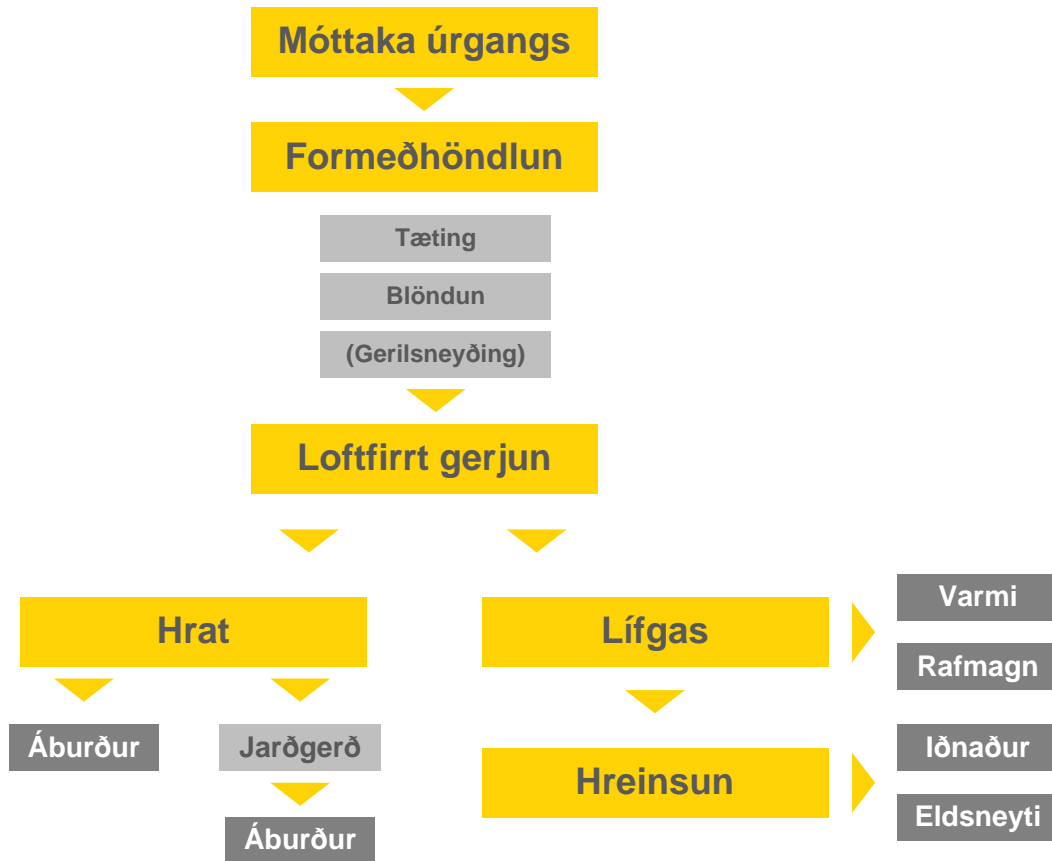 Móttaka úrgangs
Formeðhöndlun
Tæting
Blöndun
(Gerilsneyðing)
Loftfirrt gerjun
Hrat
Lífgas
Varmi
Rafmagn
Áburður
Jarðgerð
Hreinsun
Iðnaður
Eldsneyti
Áburður